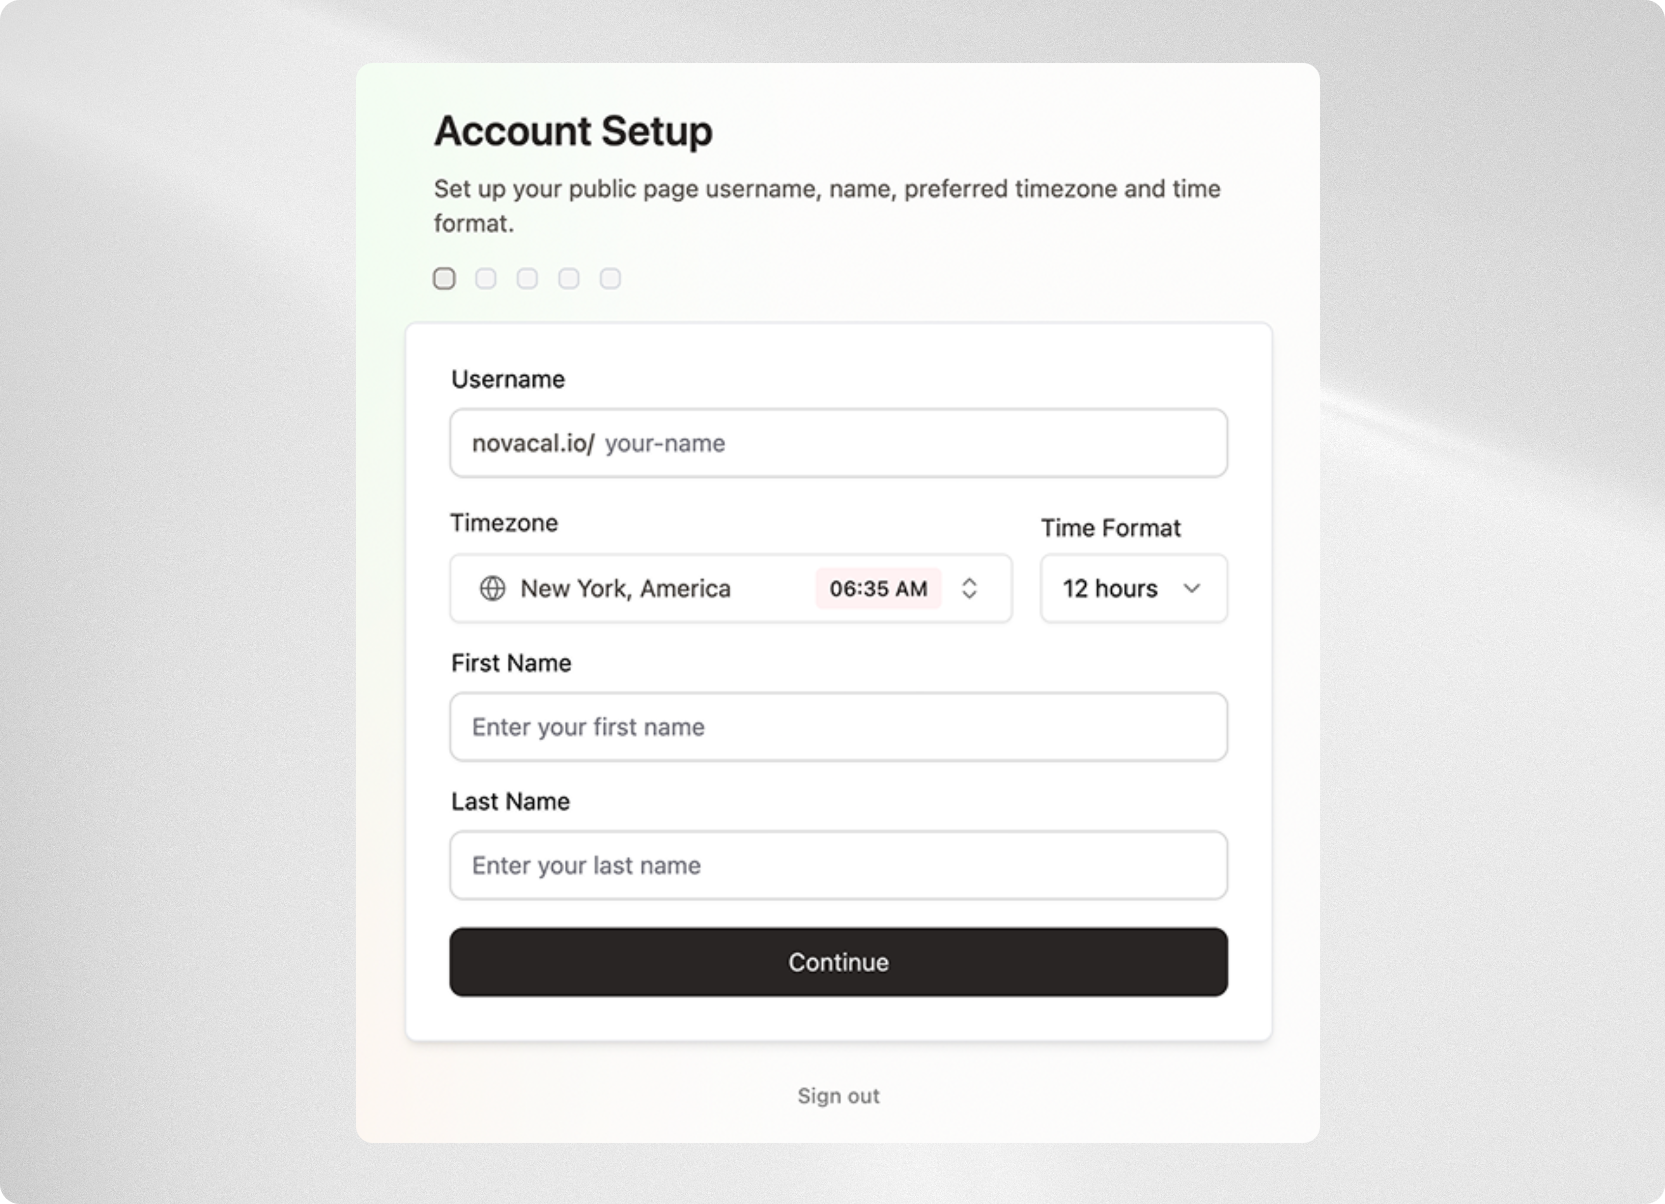 Account Setup
Set up your public page username, name, preferred timezone and time
format.
Username
novacal.io/ your-name
Timezone
Time Format
New York, America 06:35 AM
12 hours
First Name
Enter your first name
Last Name
Enter your last name
Continue
Sign out